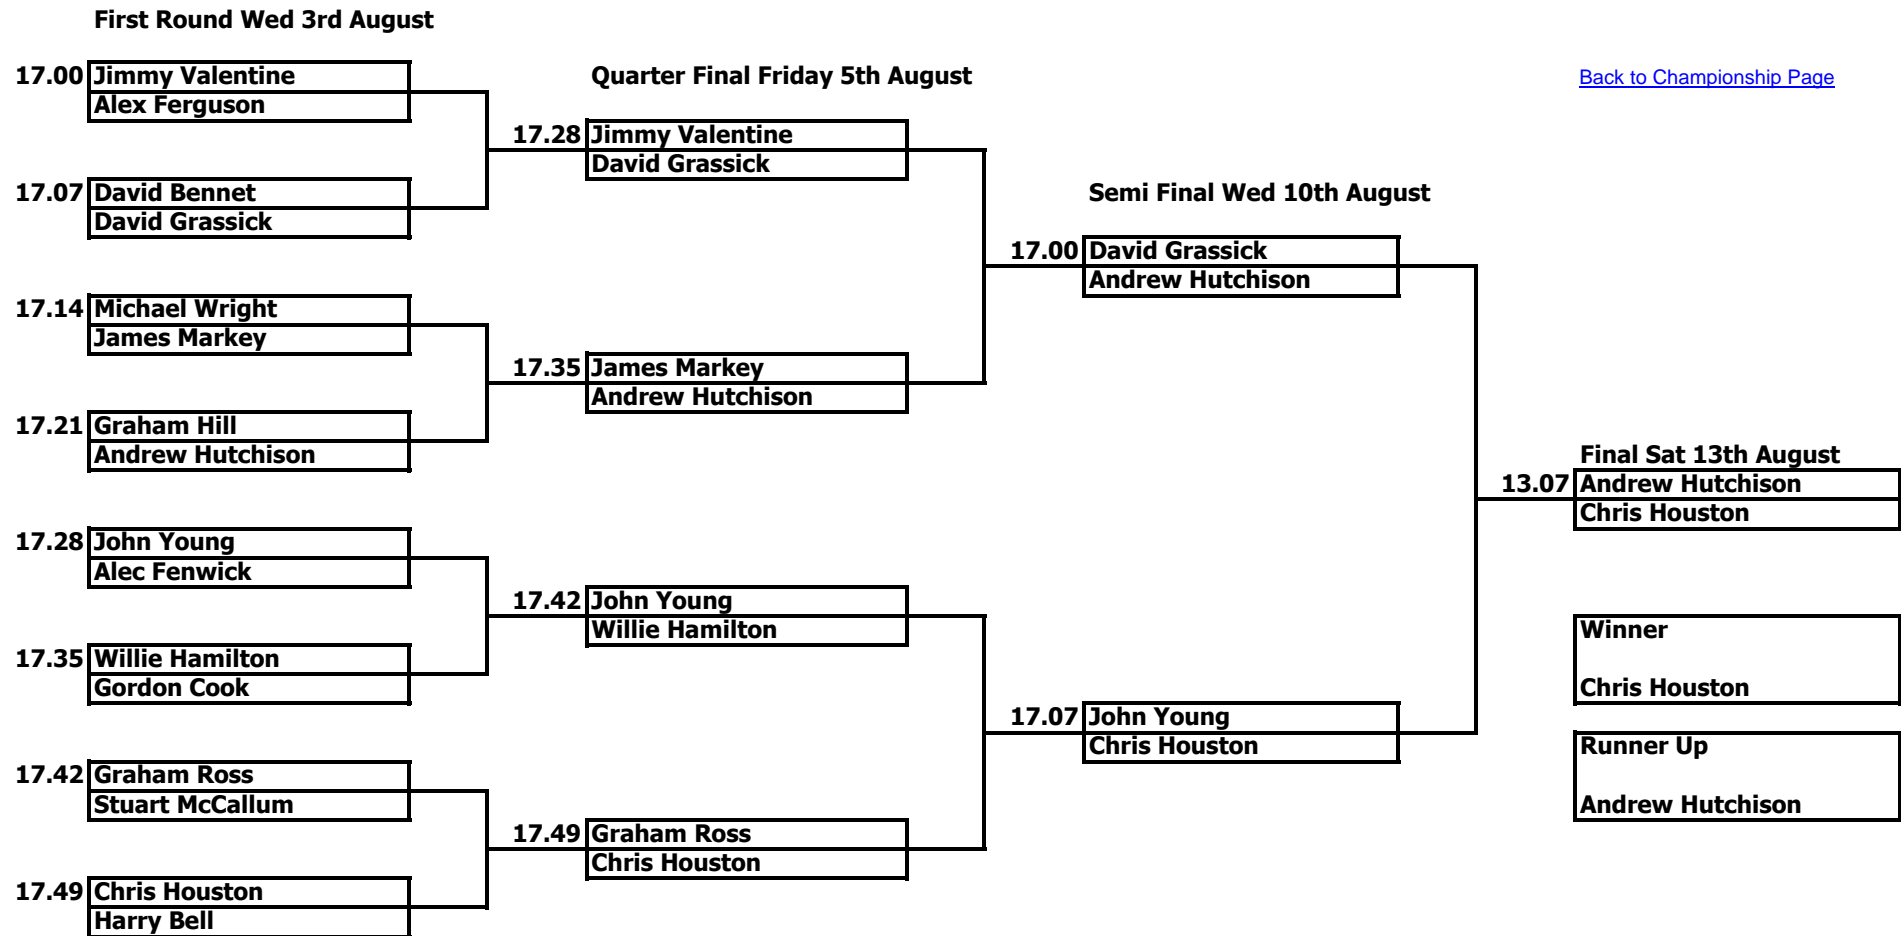 First Round Wed 3rd August
17.00 Jimmy Valentine
Alex Ferguson
17.07 David Bennet
David Grassick
17.14 Michael Wright
James Markey
17.21 Graham Hill
Andrew Hutchison
17.28 John Young
Alec Fenwick
17.35 Willie Hamilton
Gordon Cook
17.42 Graham Ross
Stuart McCallum
17.49 Chris Houston
Harry Bell
Quarter Final Friday 5th August
17.28 Jimmy Valentine
David Grassick
17.35 James Markey
Andrew Hutchison
17.42 John Young
Willie Hamilton
17.49 Graham Ross
Chris Houston
Semi Final Wed 10th August
17.00 David Grassick
Andrew Hutchison
17.07 John Young
Chris Houston
Back to Championship Page
Final Sat 13th August
13.07 Andrew Hutchison
Chris Houston
Winner
Chris Houston
Runner Up
Andrew Hutchison